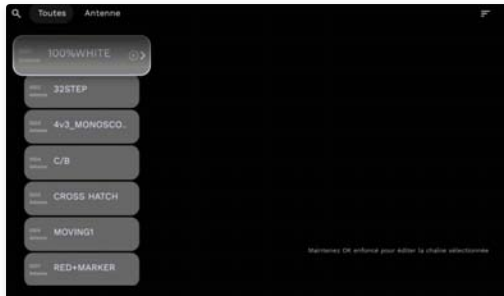 Toutes Antenne
100%WHITE
32STEP
4v3_MONOSCO..
C/B
CROSS HATCH
MOVING1
Maintenez OK enfoncé pour éditer la chaîne sélectionnée
RED+MARKER